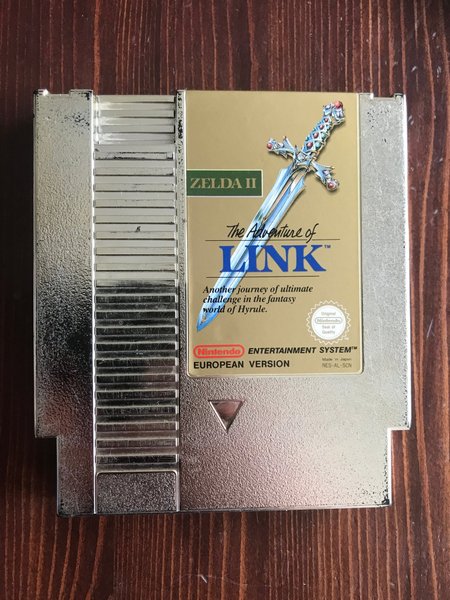 ZELDA II
The Adventure of
LINK™
Another journey of ultimate
challenge in the fantasy
world of Hyrule.
Original
Nintendo
Seal of
Quality
Nintendo ENTERTAINMENT SYSTEM™
EUROPEAN VERSION
Made in Japan
NES-AL-SCN